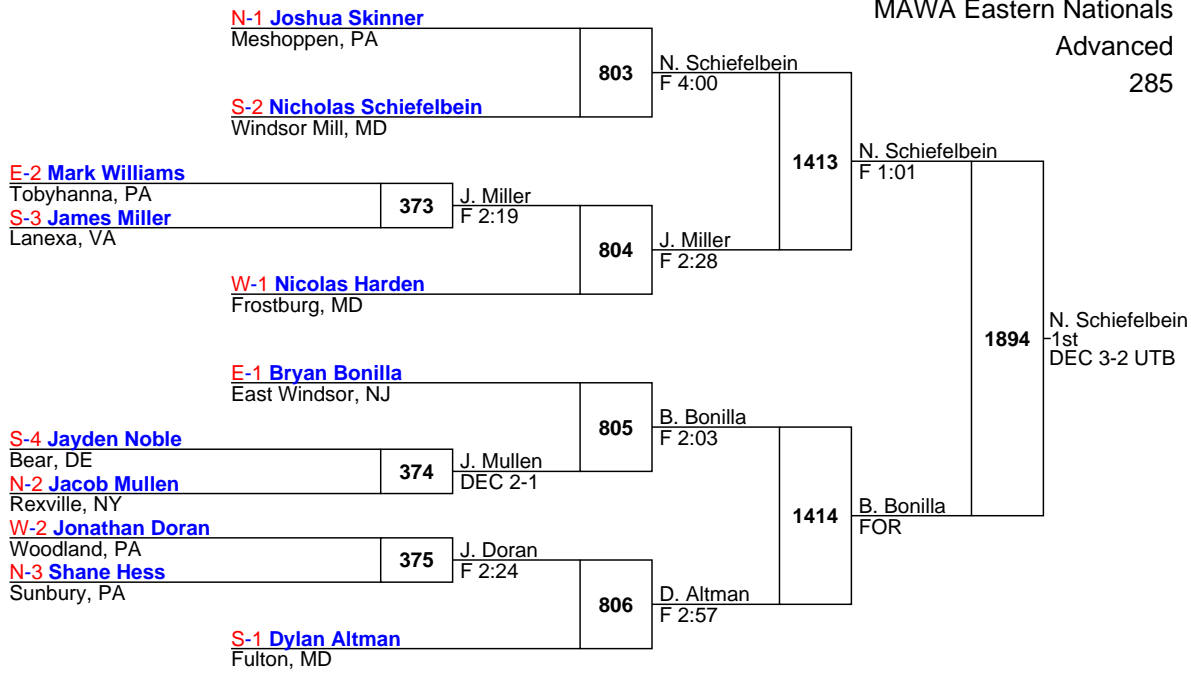 MAWA Eastern Nationals
Advanced
285
N-1 Joshua Skinner
Meshoppen, PA
803
N. Schiefelbein
F 4:00
S-2 Nicholas Schiefelbein
Windsor Mill, MD
1413
N. Schiefelbein
F 1:01
E-2 Mark Williams
Tobyhanna, PA
373
J. Miller
F 2:19
S-3 James Miller
Lanexa, VA
804
J. Miller
F 2:28
W-1 Nicolas Harden
Frostburg, MD
1894
N. Schiefelbein
1st
DEC 3-2 UTB
E-1 Bryan Bonilla
East Windsor, NJ
805
B. Bonilla
F 2:03
S-4 Jayden Noble
Bear, DE
374
J. Mullen
DEC 2-1
N-2 Jacob Mullen
Rexville, NY
1414
B. Bonilla
FOR
W-2 Jonathan Doran
Woodland, PA
375
J. Doran
F 2:24
N-3 Shane Hess
Sunbury, PA
806
D. Altman
F 2:57
S-1 Dylan Altman
Fulton, MD